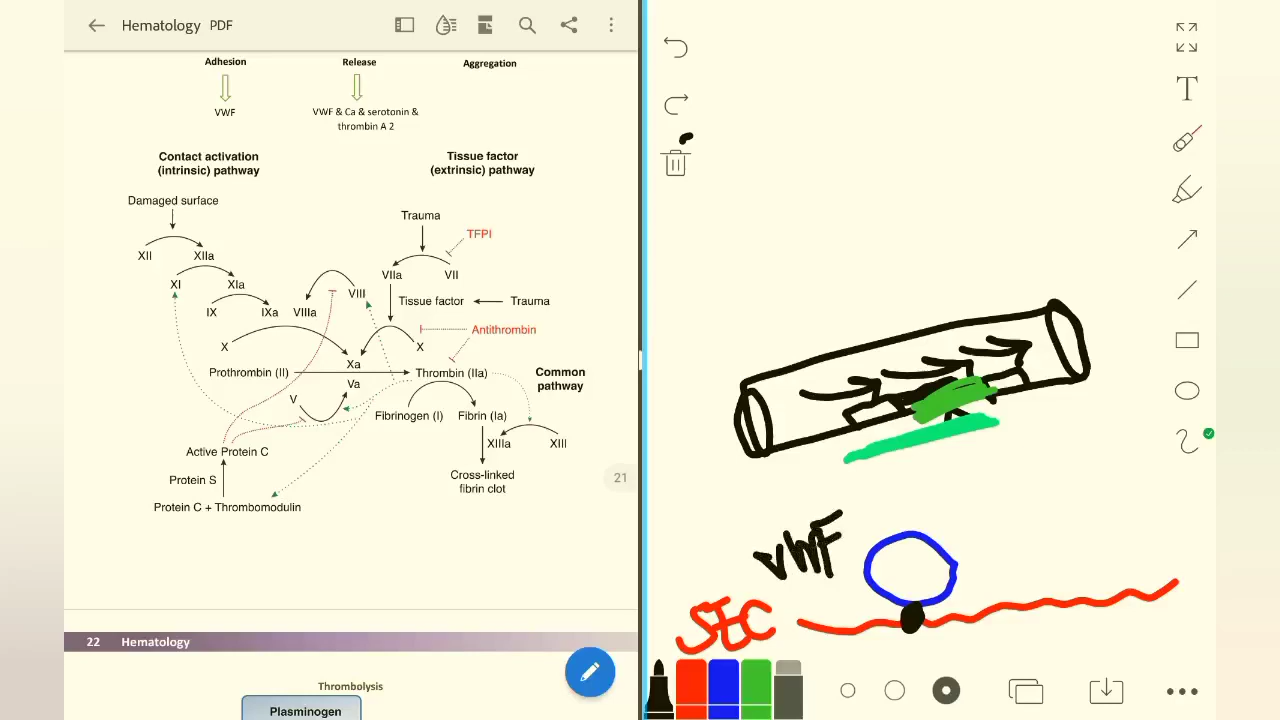 Hematology PDF
Adhesion Release Aggregation
VWF VWF & Ca & serotonin &
thrombin A 2
Contact activation Tissue factor
(intrinsic) pathway (extrinsic) pathway
Damaged surface
Trauma
TFPI
XII XIIa
VIIa VII
XI XIa
VIII
Tissue factor Trauma
IX IXa VIIIa
Antithrombin
X X
Xa
Prothrombin (II) Thrombin (IIa) Common
pathway
Va
V
Fibrinogen (I) Fibrin (Ia)
XIIIa XIII
Active Protein C
Protein S Cross-linked
fibrin clot
Protein C + Thrombomodulin
21
22 Hematology
Thrombolysis
Plasminogen
T
VWF
SEC